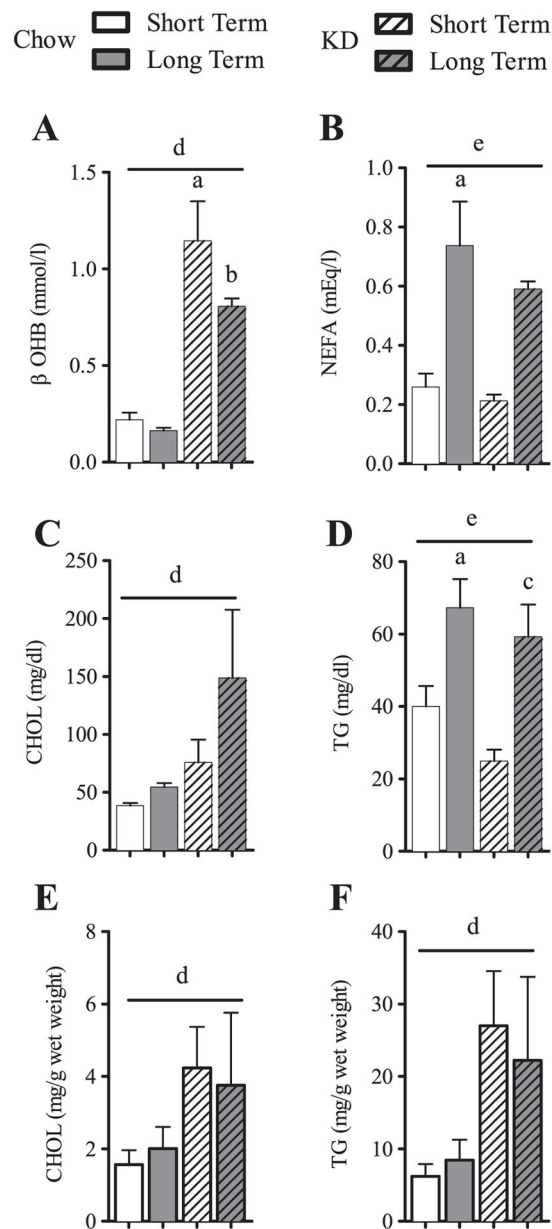 Chow Short Term KD Short Term
Long Term Long Term
A B
d e
1.5 1.0
a a
0.8
1.0 b
0.6
β OHB (mmol/l) NEFA (mEq/l)
0.5 0.4
0.2
0.0 0.0
C D
250 80
d e
a c
200 60
150
CHOL (mg/dl) TG (mg/dl)
40
100
50 20
0 0
E F
8 40
d d
6 30
CHOL (mg/g wet weight) TG (mg/g wet weight)
4 20
2 10
0 0